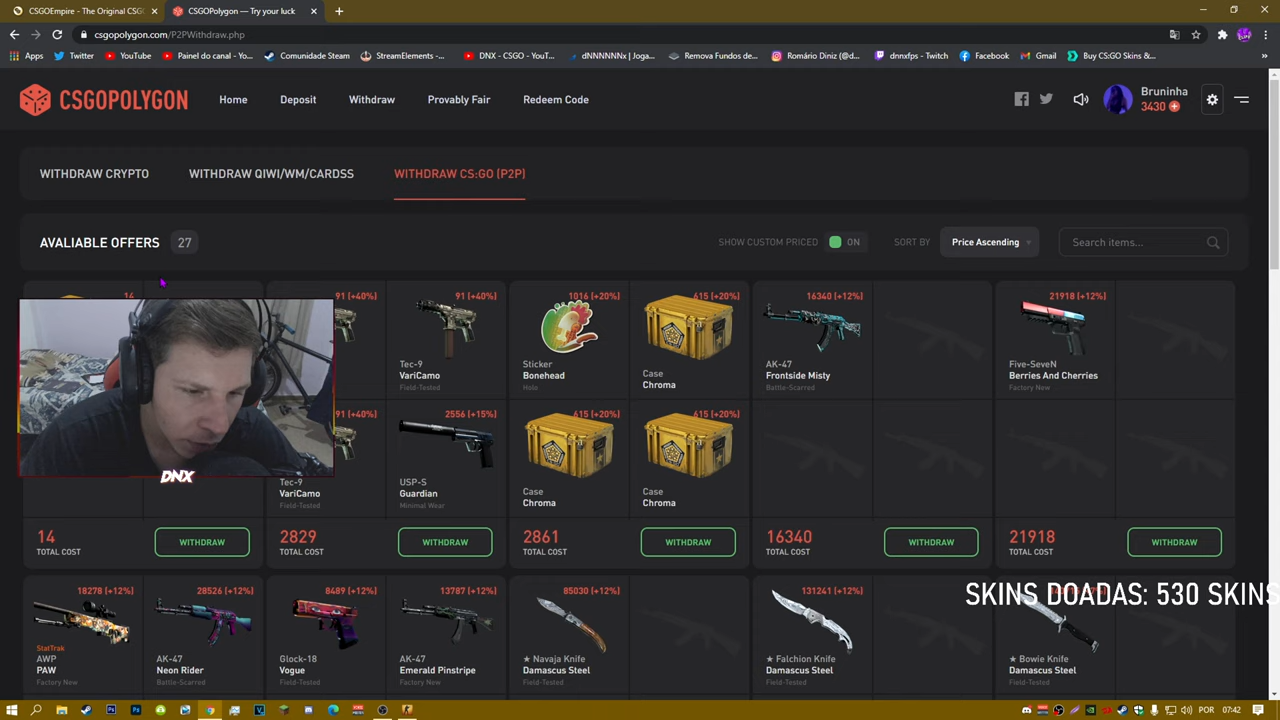 CSGOEmpire - The Original CSG
CSGOPolygon — Try your luck
csgopolygon.com/P2PWithdraw.php
Apps
Twitter
YouTube
Painel do canal - Yo...
Comunidade Steam
StreamElements -...
DNX - CSGO - YouT...
dNNNNNNx | Joga...
Remova Fundos de...
Romário Diniz (@d...
dnnxfps - Twitch
Facebook
Gmail
Buy CS:GO Skins &...
CSGOPOLYGON
Home
Deposit
Withdraw
Provably Fair
Redeem Code
Bruninha
3430
WITHDRAW CRYPTO
WITHDRAW QIWI/WM/CARDSS
WITHDRAW CS:GO (P2P)
AVALIABLE OFFERS 27
SHOW CUSTOM PRICED
ON
SORT BY
Price Ascending
Search items...
14
91 (+40%)
91 (+40%)
1016 (+20%)
615 (+20%)
16340 (+12%)
21918 (+12%)
Tec-9
VariCamo
Field-Tested
Sticker
Bonehead
Holo
Case
Chroma
AK-47
Frontside Misty
Battle-Scarred
Five-SeveN
Berries And Cherries
Factory New
91 (+40%)
2556 (+15%)
615 (+20%)
615 (+20%)
Tec-9
VariCamo
Field-Tested
USP-S
Guardian
Minimal Wear
Case
Chroma
Case
Chroma
DNX
14
TOTAL COST
WITHDRAW
2829
TOTAL COST
WITHDRAW
2861
TOTAL COST
WITHDRAW
16340
TOTAL COST
WITHDRAW
21918
TOTAL COST
WITHDRAW
SKINS DOADAS: 530 SKINS
18278 (+12%)
28526 (+12%)
8489 (+12%)
13787 (+12%)
85030 (+12%)
131241 (+12%)
StatTrak
AWP
PAW
Factory New
AK-47
Neon Rider
Battle-Scarred
Glock-18
Vogue
Field-Tested
AK-47
Emerald Pinstripe
Factory New
★ Navaja Knife
Damascus Steel
Field-Tested
★ Falchion Knife
Damascus Steel
Field-Tested
★ Bowie Knife
Damascus Steel
Field-Tested
POR
07:42